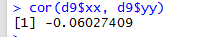 > cor(d9$xx, d9$yy)
[1] -0.06027409